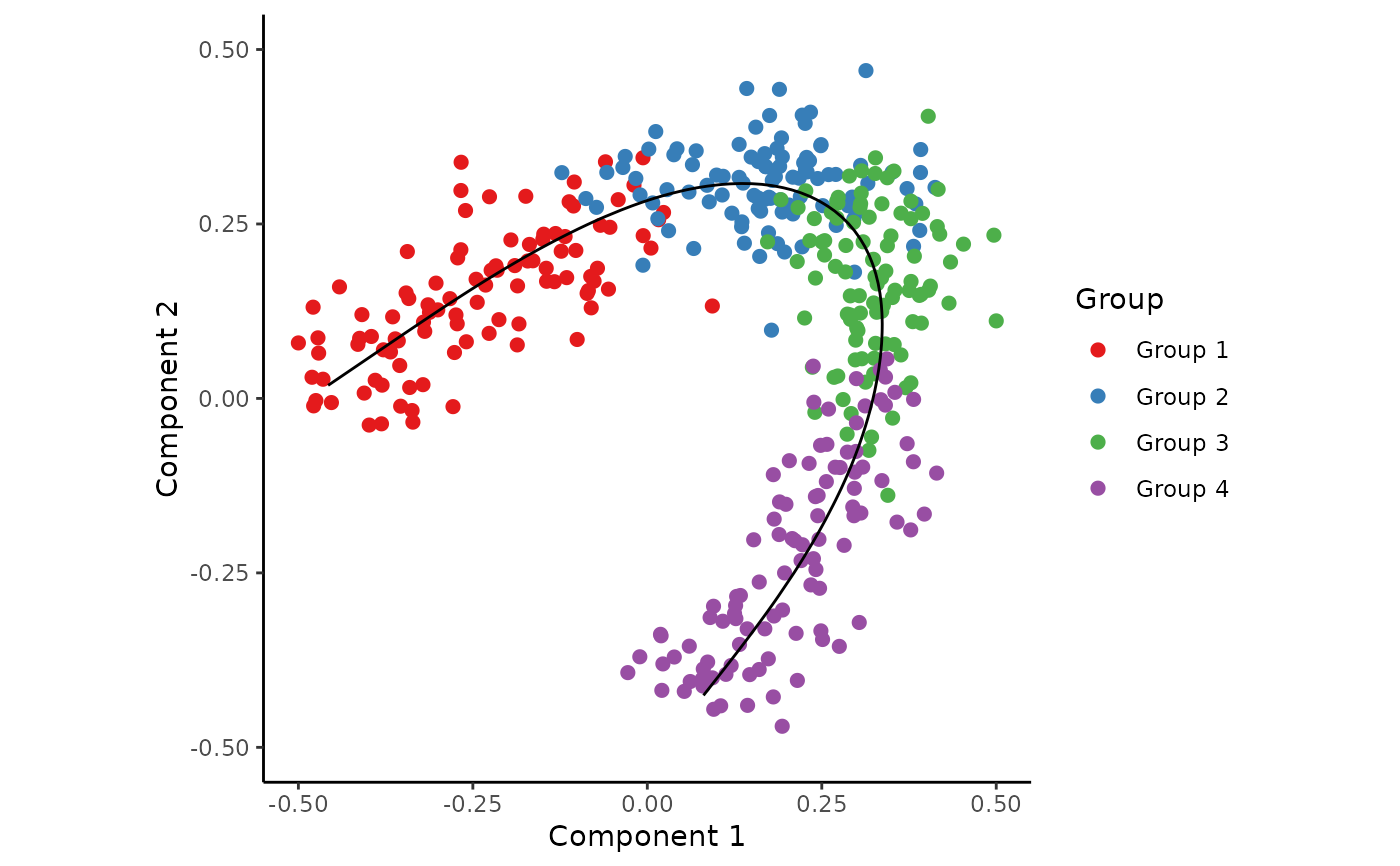 Component 2
0.50
0.25
0.00
-0.25
-0.50
-0.50 -0.25 0.00 0.25 0.50
Component 1
Group
Group 1
Group 2
Group 3
Group 4